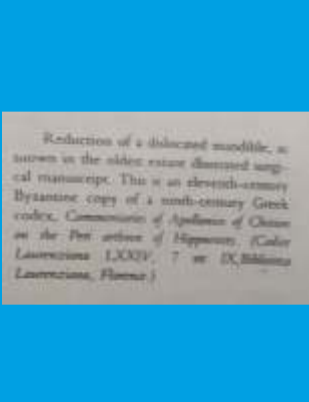 Reduction of a dislocated mandible, as
shown in the oldest extant illustrated surgi-
cal manuscript. This is an eleventh-century
Byzantine copy of a ninth-century Greek
codex, Commentaries of Apollonius of
on the Peri arthron of Hippocrates. (Codex
Laurenziana LXXIV, 7 IX, Biblioteca
Laurenziana, Florence.)